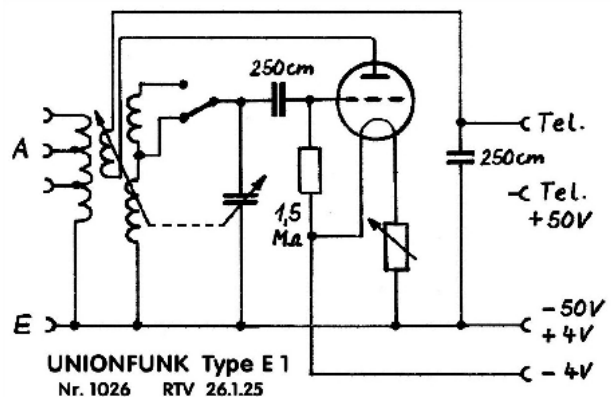 250cm
A
Tel.
250cm
Tel.
+50V
1,5
MΩ
E
-50V
+4V
-4V
UNIONFUNK Type E1
Nr. 1026 RTV 26.1.25